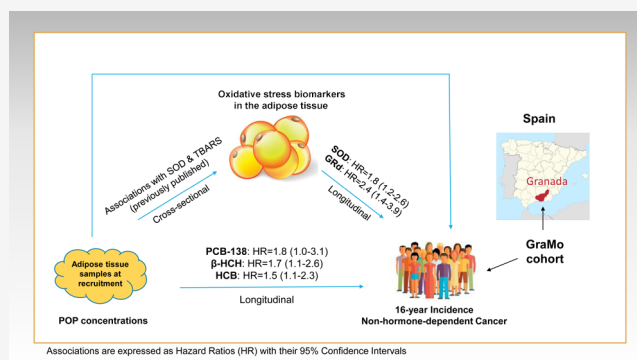 Oxidative stress biomarkers
in the adipose tissue
Spain
Granada
GraMo
cohort
Associations with SOD & TBARS
(previously published)
Cross-sectional
SOD: HR=1.8 (1.2-2.6)
GRd: HR=2.4 (1.4-3.9)
Longitudinal
Adipose tissue
samples at
recruitment
POP concentrations
PCB-138: HR=1.8 (1.0-3.1)
β-HCH: HR=1.7 (1.1-2.6)
HCB: HR=1.5 (1.1-2.3)
Longitudinal
16-year Incidence
Non-hormone-dependent Cancer
Associations are expressed as Hazard Ratios (HR) with their 95% Confidence Intervals